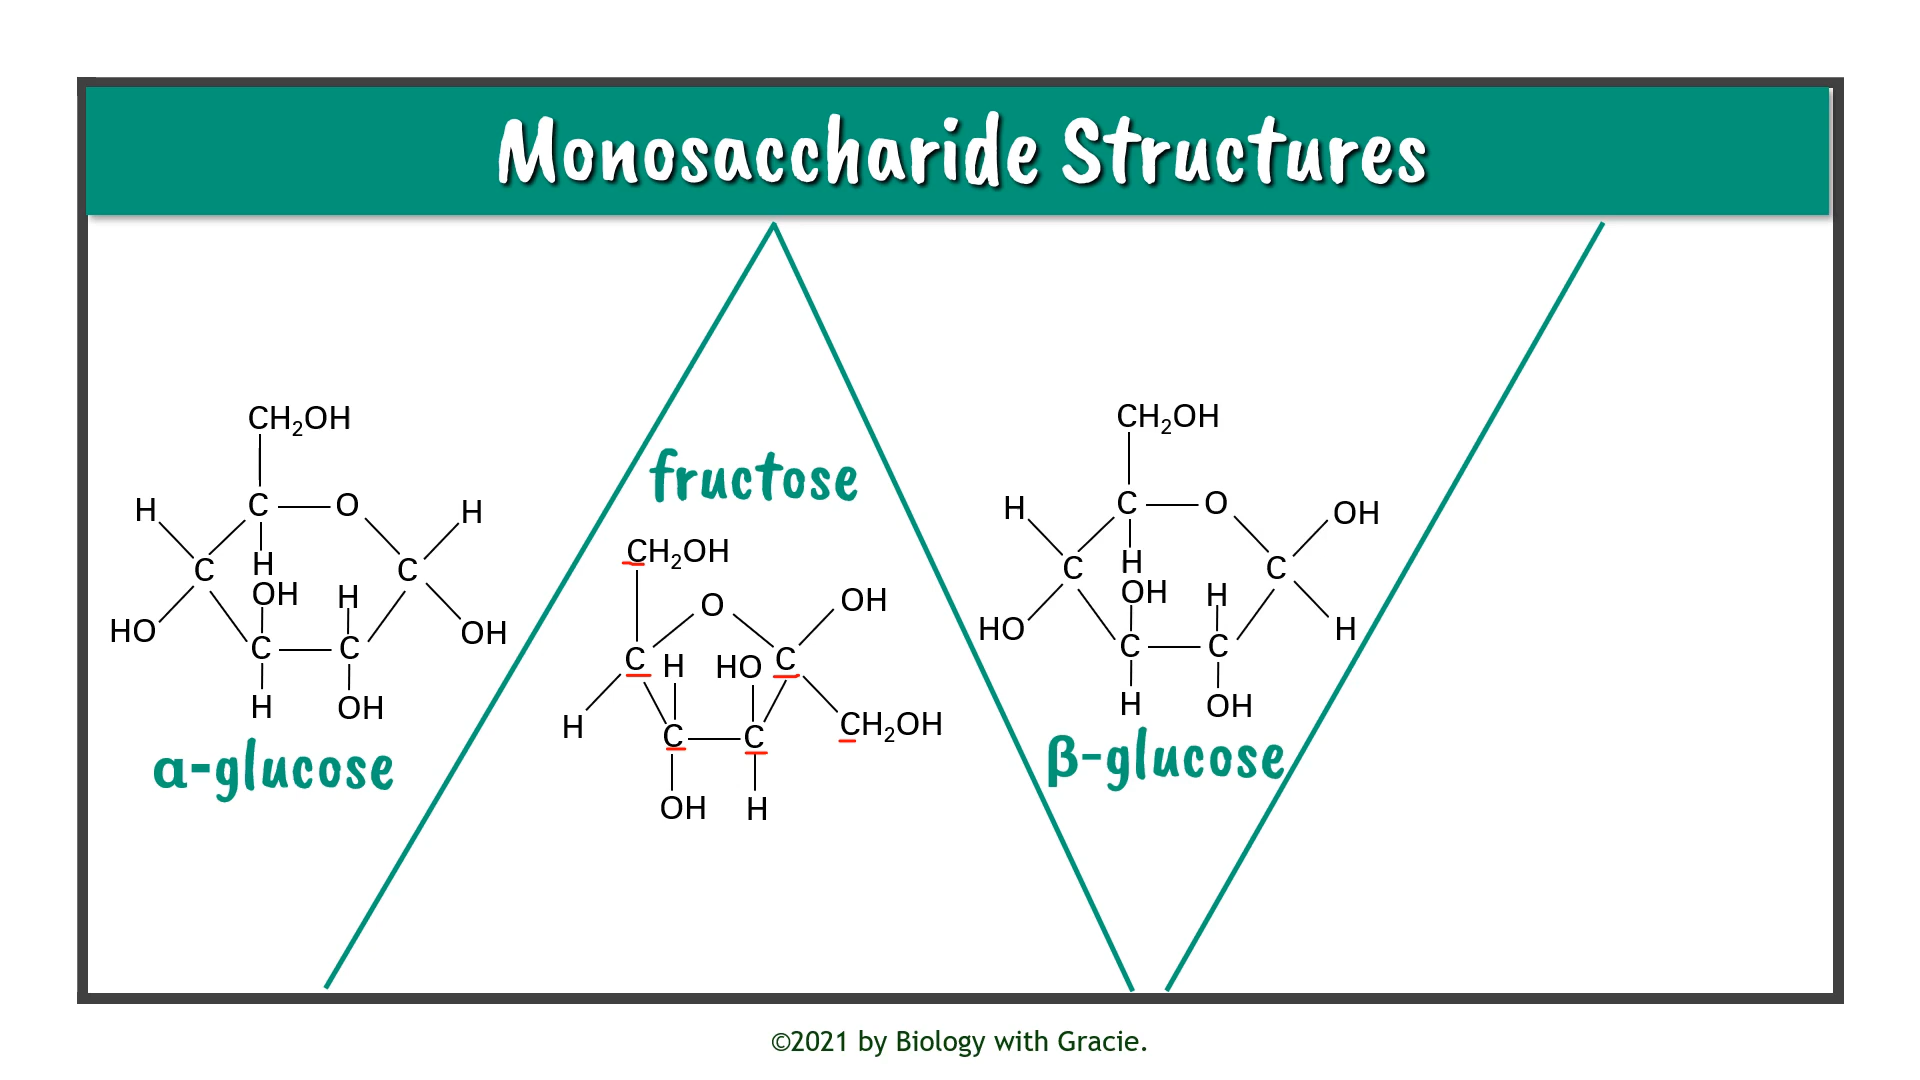 Monosaccharide Structures
CH₂OH
H
C
O
H
C
H
C
HO
OH
H
OH
C
C
H
OH
α-glucose
fructose
CH₂OH
O
OH
C
H
HO
C
H
C
C
CH₂OH
OH
H
CH₂OH
H
C
O
OH
C
H
C
HO
OH
H
H
C
C
H
OH
β-glucose
©2021 by Biology with Gracie.